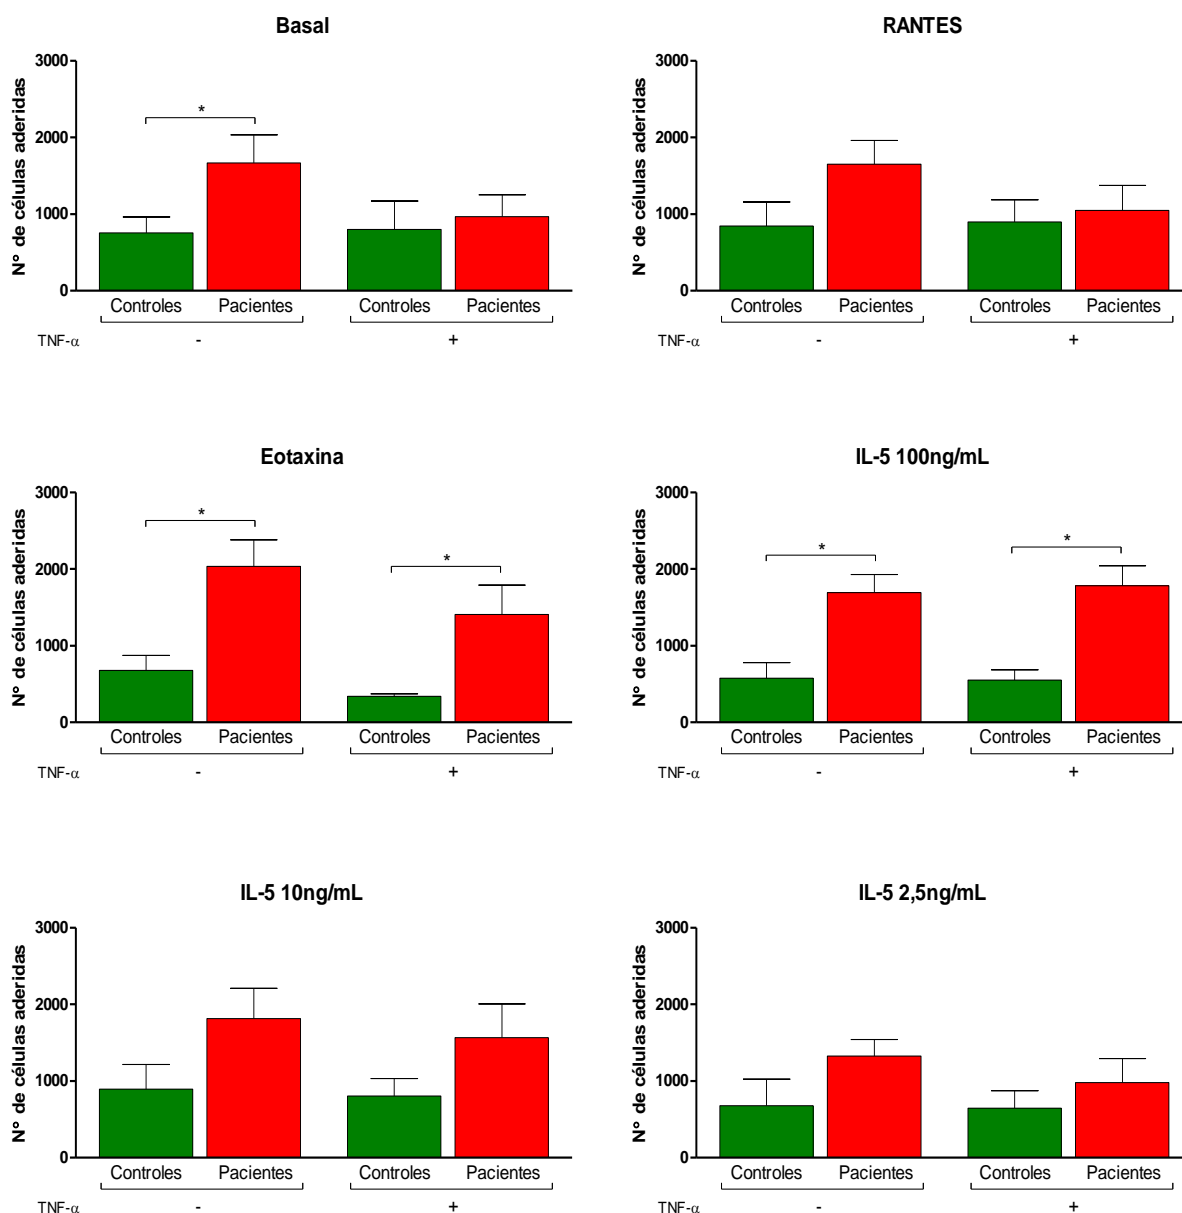 Basal
N° de células aderidas
3000
2000
1000
0
*
Controles Pacientes Controles Pacientes
TNF-α - +
RANTES
N° de células aderidas
3000
2000
1000
0
Controles Pacientes Controles Pacientes
TNF-α - +
Eotaxina
N° de células aderidas
3000
2000
1000
0
*
*
Controles Pacientes Controles Pacientes
TNF-α - +
IL-5 100ng/mL
N° de células aderidas
3000
2000
1000
0
*
*
Controles Pacientes Controles Pacientes
TNF-α - +
IL-5 10ng/mL
N° de células aderidas
3000
2000
1000
0
Controles Pacientes Controles Pacientes
TNF-α - +
IL-5 2,5ng/mL
N° de células aderidas
3000
2000
1000
0
Controles Pacientes Controles Pacientes
TNF-α - +